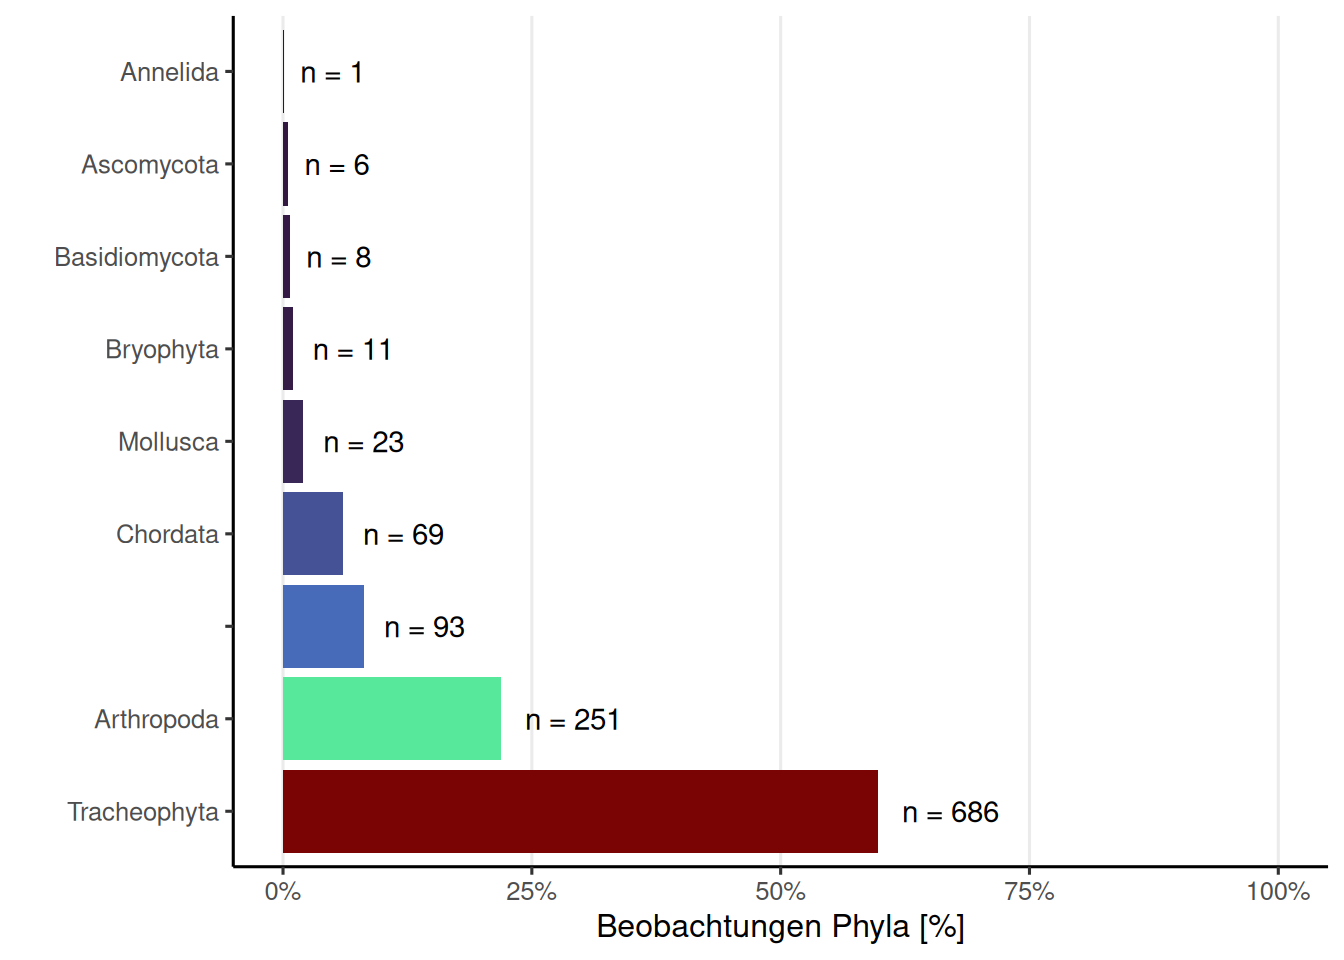 Annelida n = 1
Ascomycota n = 6
Basidiomycota n = 8
Bryophyta n = 11
Mollusca n = 23
Chordata n = 69
n = 93
Arthropoda n = 251
Tracheophyta n = 686
0% 25% 50% 75% 100%
Beobachtungen Phyla [%]